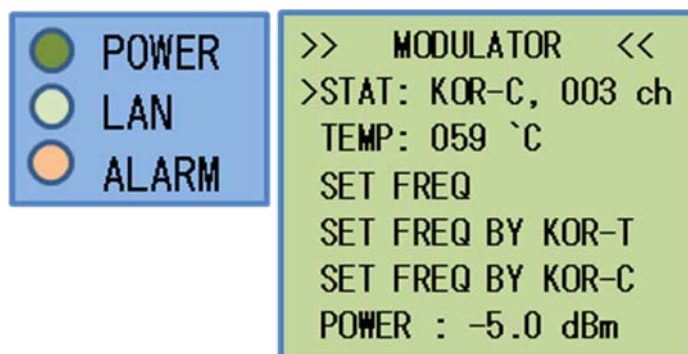 POWER
LAN
ALARM
>> MODULATOR <<
>STAT: KOR-C, 003 ch
TEMP: 059 `C
SET FREQ
SET FREQ BY KOR-T
SET FREQ BY KOR-C
POWER : -5.0 dBm